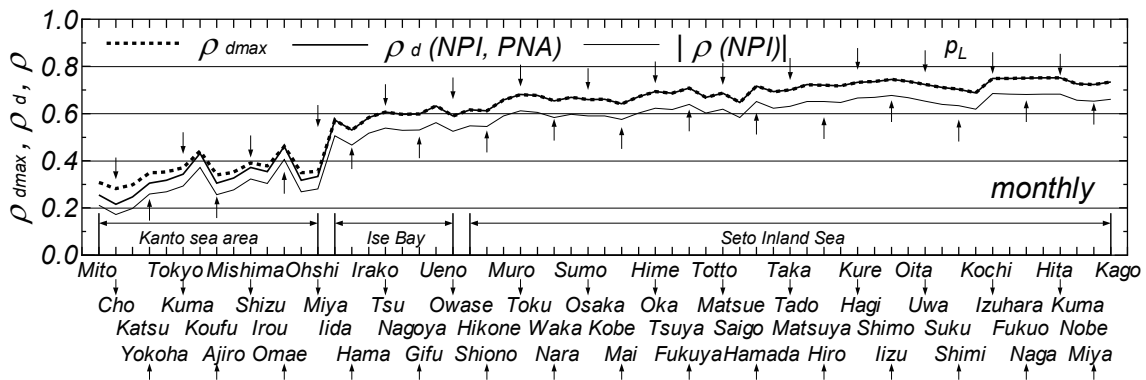 ρ dmax ρ d (NPI, PNA) | ρ (NPI)| p L
1.0
0.8
0.6
0.4
0.2
0.0
ρ dmax, ρ d, ρ
monthly
Kanto sea area Ise Bay Seto Inland Sea
Mito Tokyo Mishima Ohshi Irako Ueno Muro Sumo Hime Totto Taka Kure Oita Kochi Hita Kago
Cho Kuma Shizu Miya Tsu Owase Toku Osaka Oka Matsue Tado Hagi Uwa Izuhara Kuma
Katsu Koufu Irou Iida Nagoya Hikone Waka Kobe Tsuya Saigo Matsuya Shimo Suku Fukuo Nobe
Yokoha Ajiro Omae Hama Gifu Shiono Nara Mai Fukuya Hamada Hiro Iizu Shimi Naga Miya